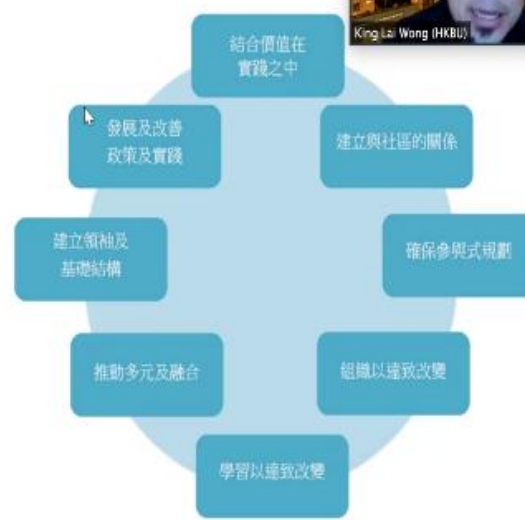 King Lai Wong (HKBU)
結合價值在
實踐之中
發展及改善
政策及實踐
建立與社區的關係
建立領袖及
基礎結構
確保參與式規劃
推動多元及融合
組織以達致改變
學習以達致改變